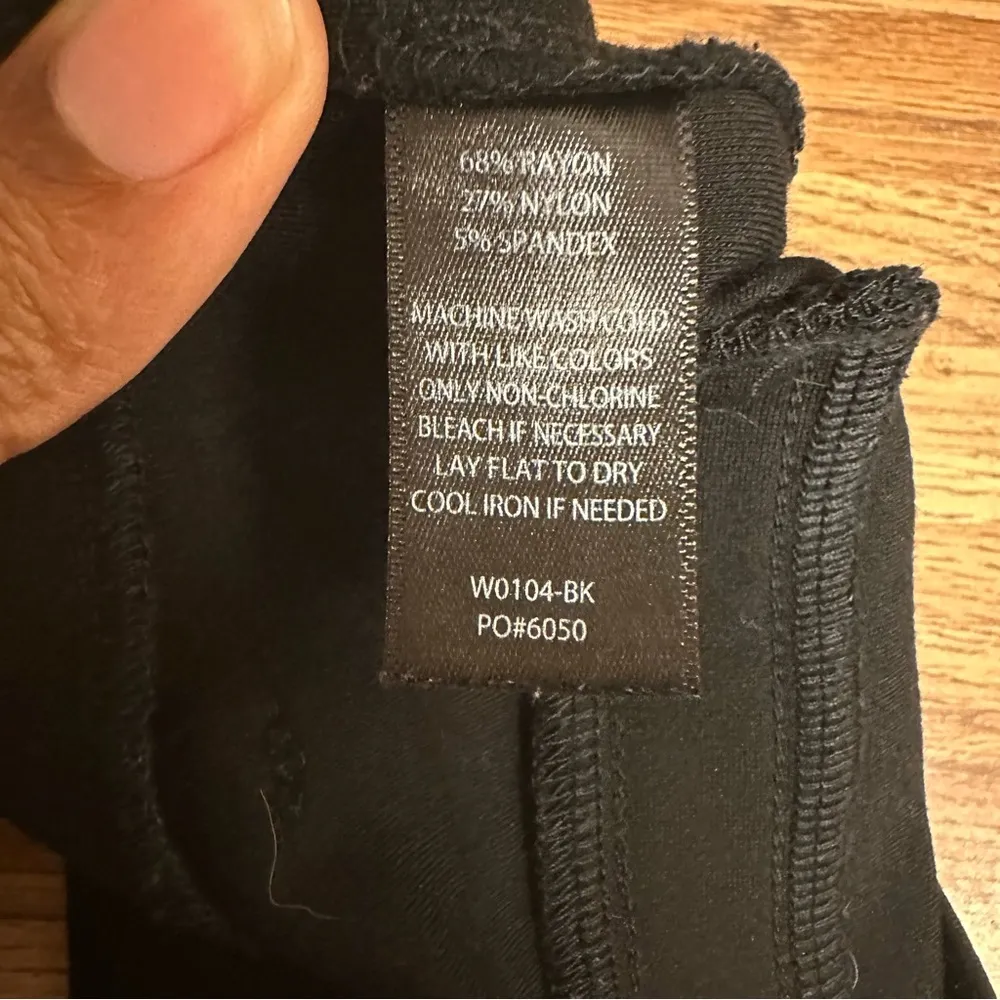 68% RAYON
27% NYLON
5% SPANDEX
MACHINE WASH COLD
WITH LIKE COLORS
ONLY NON-CHLORINE
BLEACH IF NECESSARY
LAY FLAT TO DRY
COOL IRON IF NEEDED
W0104-BK
PO#6050